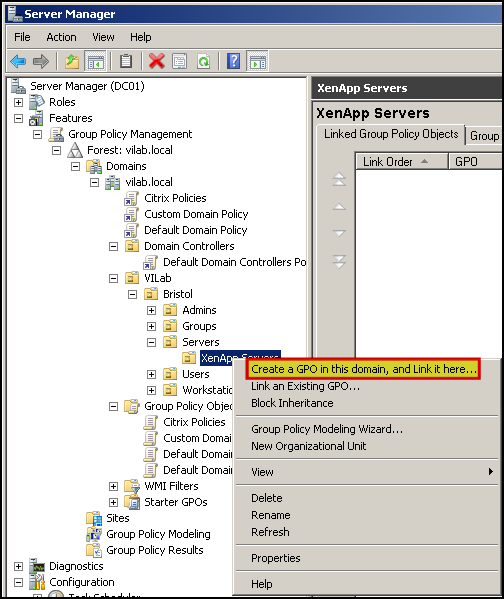 Server Manager
File Action View Help
Server Manager (DC01)
Roles
Features
Group Policy Management
Forest: vilab.local
Domains
vilab.local
Citrix Policies
Custom Domain Policy
Default Domain Policy
Domain Controllers
Default Domain Controllers Po
VILab
Bristol
Admins
Groups
Servers
XenApp Servers
Users
Workstatio
Group Policy Objec
Citrix Policies
Custom Domai
Default Domai
Default Domai
WMI Filters
Starter GPOs
Sites
Group Policy Modeling
Group Policy Results
Diagnostics
Configuration
Task Scheduler
XenApp Servers
XenApp Servers
Linked Group Policy Objects Group
Link Order GPO
Create a GPO in this domain, and Link it here...
Link an Existing GPO...
Block Inheritance
Group Policy Modeling Wizard...
New Organizational Unit
View
Delete
Rename
Refresh
Properties
Help